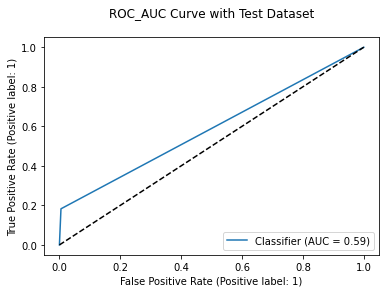 ROC_AUC Curve with Test Dataset
1.0
0.8
0.6
0.4
0.2
0.0
True Positive Rate (Positive label: 1)
Classifier (AUC = 0.59)
0.0 0.2 0.4 0.6 0.8 1.0
False Positive Rate (Positive label: 1)